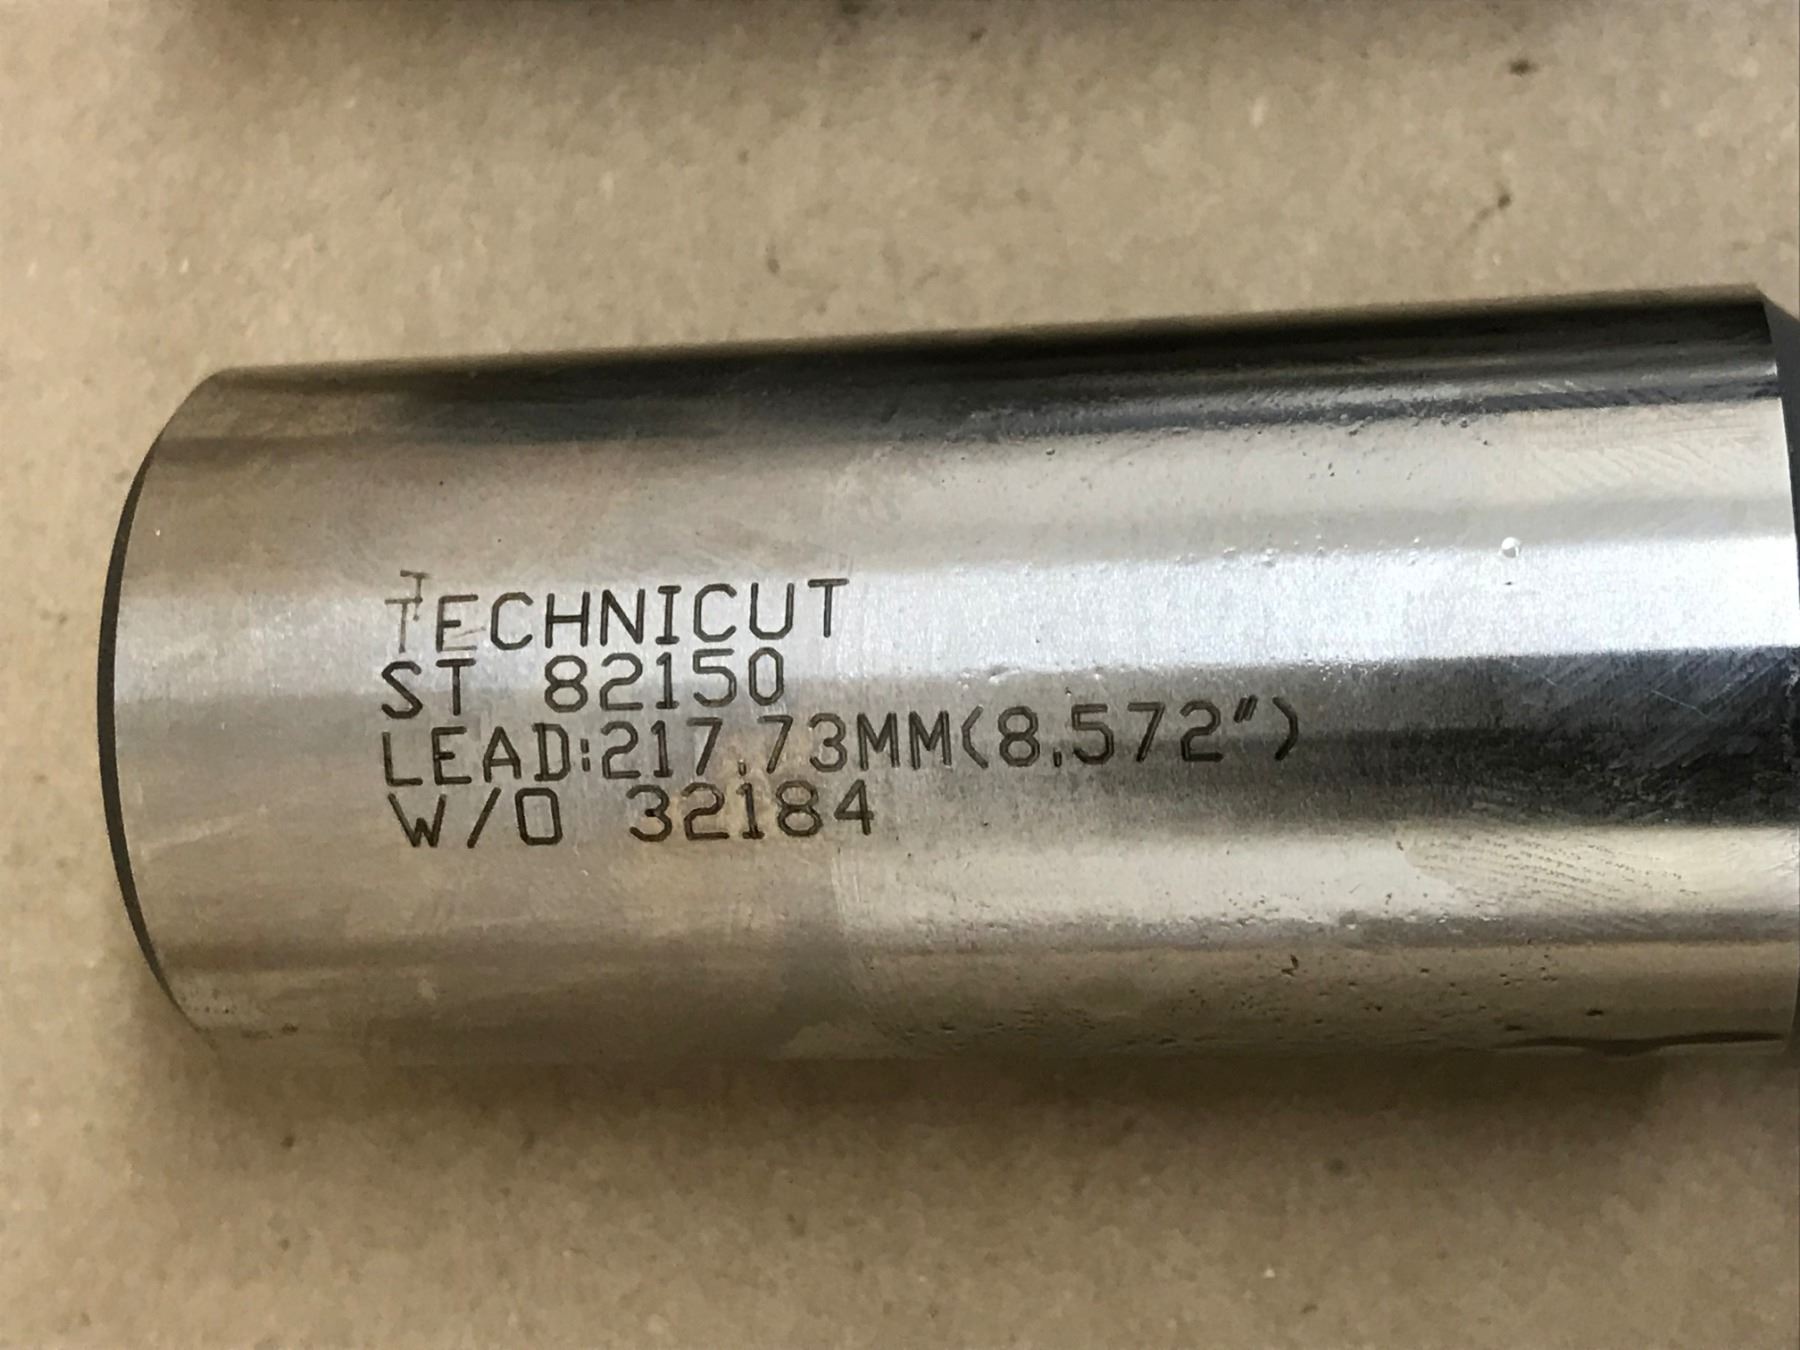 TECHNICUT
ST 82150
LEAD:217.73MM(8.572")
W/O 32184